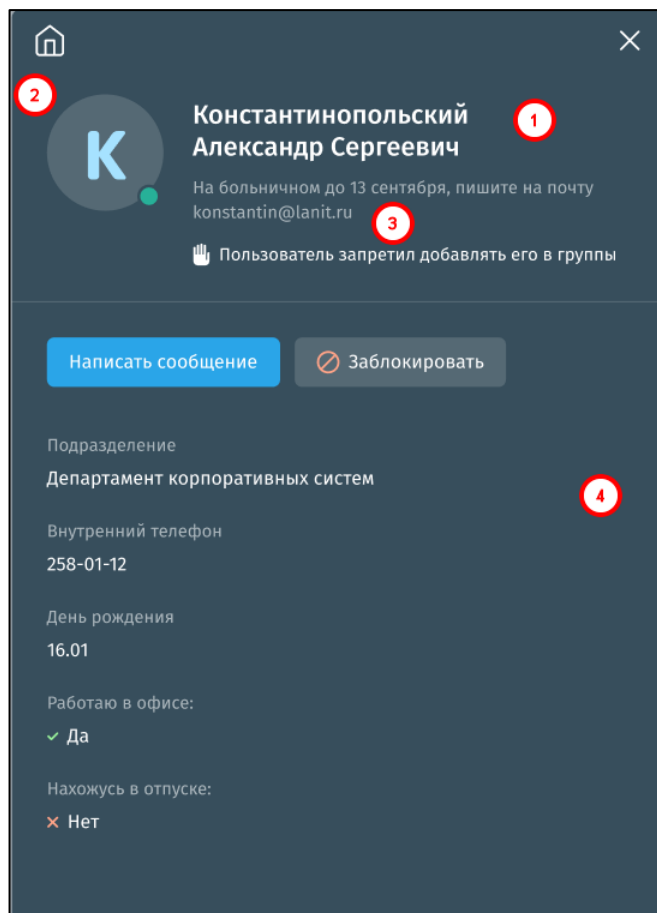 2
1
Константинопольский
Александр Сергеевич
К
На больничном до 13 сентября, пишите на почту
konstantin@lanit.ru
3
Пользователь запретил добавлять его в группы
Написать сообщение
Заблокировать
Подразделение
Департамент корпоративных систем
4
Внутренний телефон
258-01-12
День рождения
16.01
Работаю в офисе:
Да
Нахожусь в отпуске:
Нет